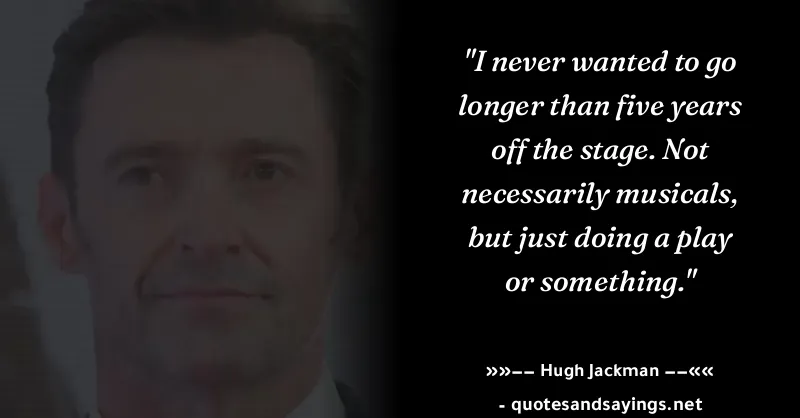 "I never wanted to go
longer than five years
off the stage. Not
necessarily musicals,
but just doing a play
or something."
»»–– Hugh Jackman ––««
- quotesandsayings.net